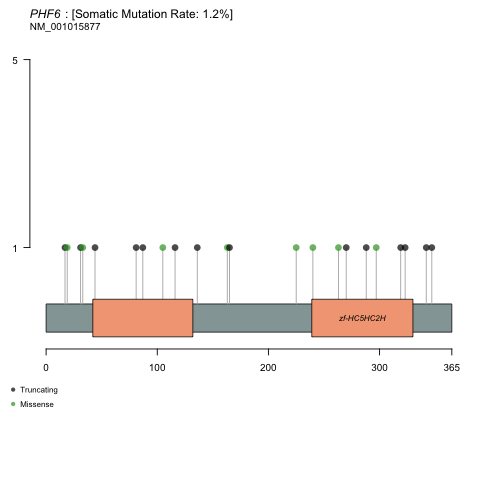 PHF6 : [Somatic Mutation Rate: 1.2%]
NM_001015877
5
1
zf-HC5HC2H
0 100 200 300 365
Truncating
Missense